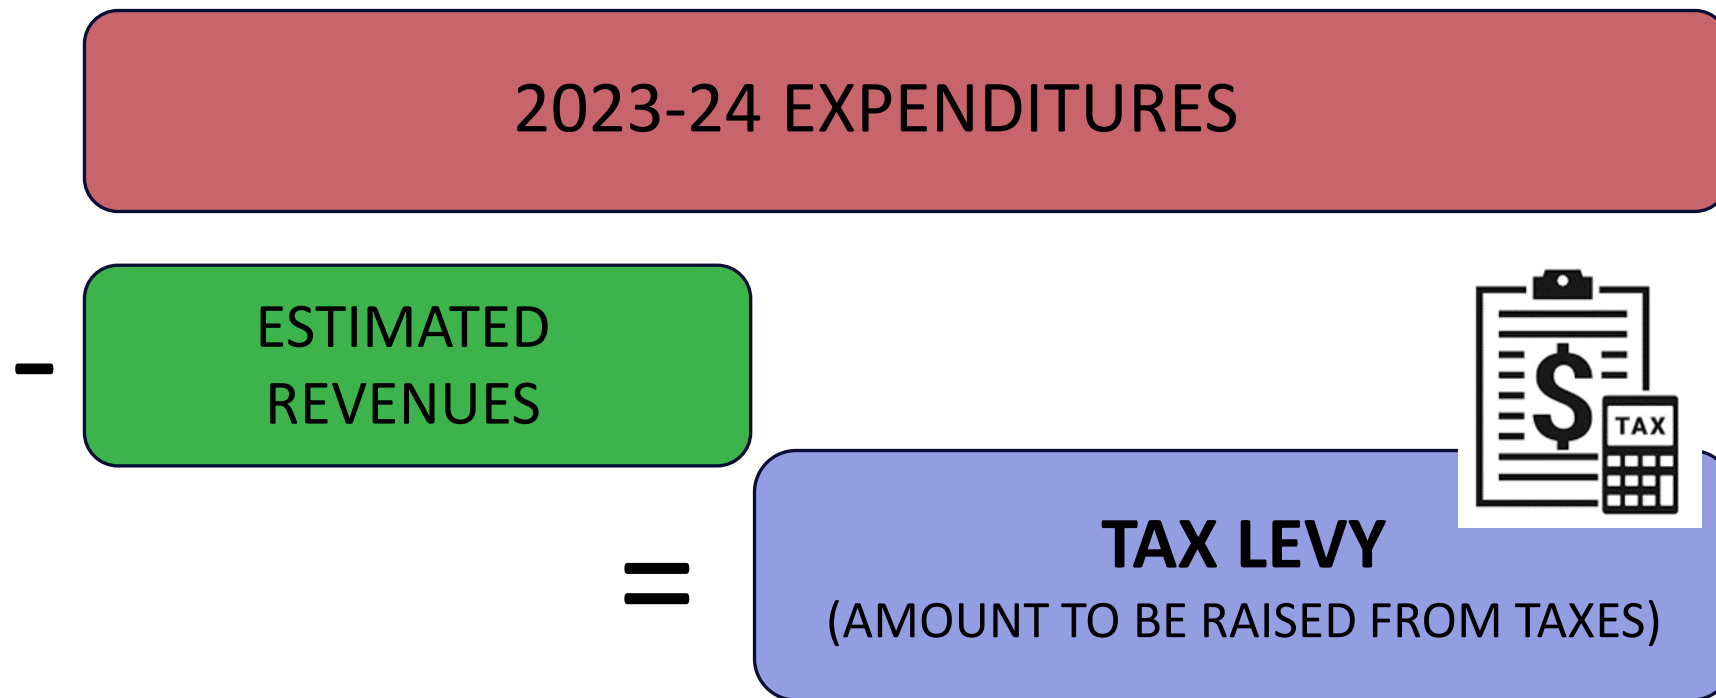 2023-24 EXPENDITURES
-
ESTIMATED
REVENUES
$
TAX
=
TAX LEVY
(AMOUNT TO BE RAISED FROM TAXES)